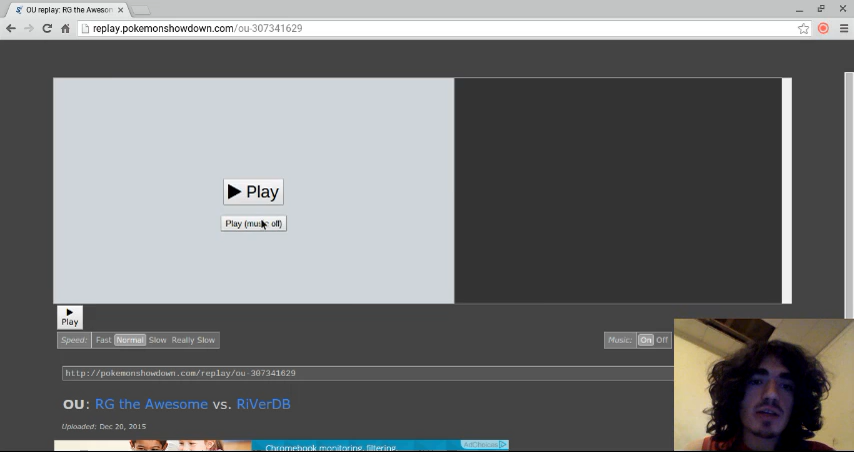 OU replay: RG the Awesom
replay.pokemonshowdown.com/ou-307341629
Play
Play (music off)
Play
Speed: Fast Normal Slow Really Slow
Music: On Off
http://pokemonshowdown.com/replay/ou-307341629
OU: RG the Awesome vs. RiVerDB
Uploaded: Dec 20, 2015
AdChoices
Chromebook monitoring, filtering,